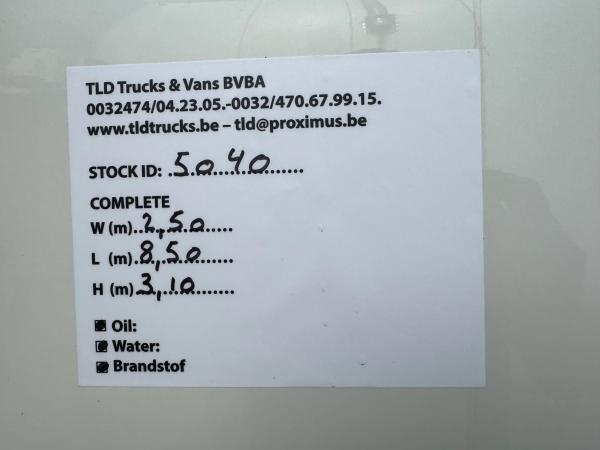 TLD Trucks & Vans BVBA
0032474/04.23.05.-0032/470.67.99.15.
www.tldtrucks.be – tld@proximus.be
STOCK ID: 5040
COMPLETE
W (m) 2,50
L (m) 8,50
H (m) 3,10
Oil:
Water:
Brandstof